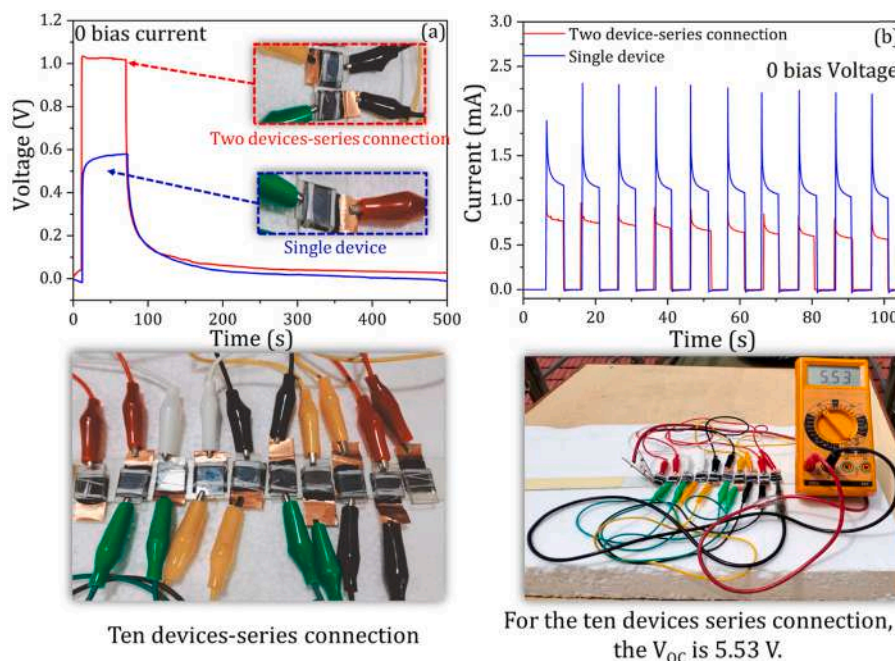 0 bias current
(a)
Voltage (V)
1.2
1.0
0.8
0.6
0.4
0.2
0.0
Two devices-series connection
Single device
0
100
200
300
400
500
Time (s)
Two device-series connection
Single device
(b)
0 bias Voltage
Current (mA)
3.0
2.5
2.0
1.5
1.0
0.5
0.0
0
20
40
60
80
100
Time (s)
5.53
Ten devices-series connection
For the ten devices series connection,
the VOC is 5.53 V.